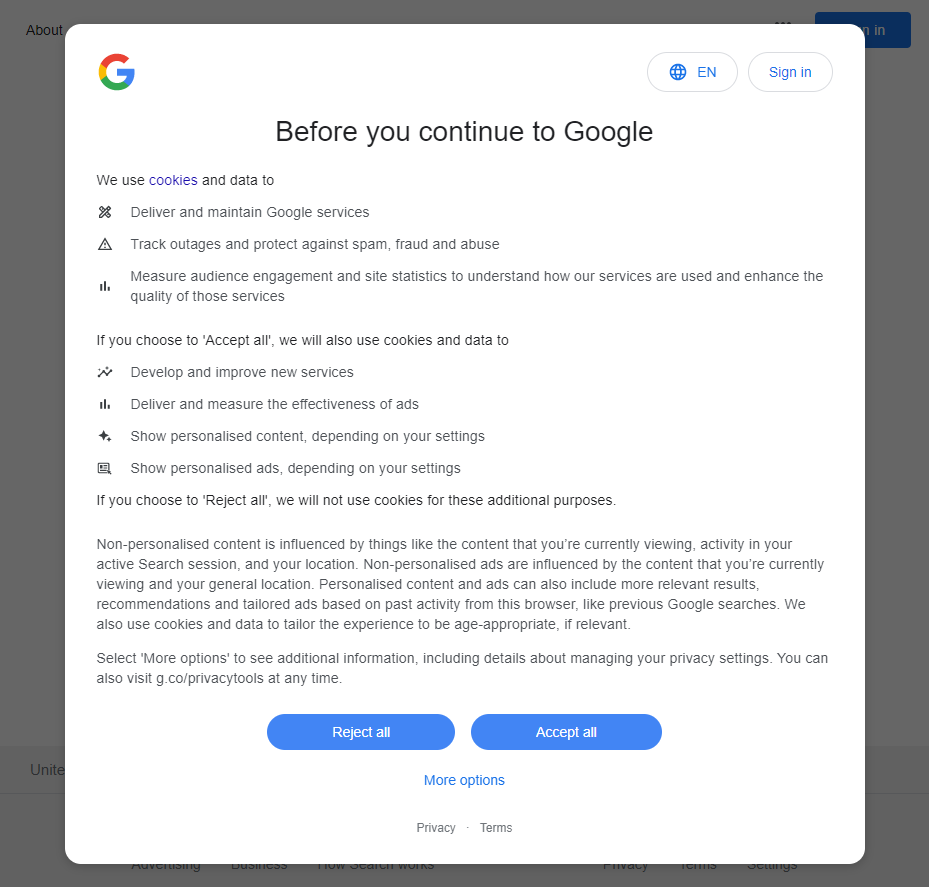 About
in in
EN
Sign in
Before you continue to Google
We use cookies and data to
Deliver and maintain Google services
Track outages and protect against spam, fraud and abuse
Measure audience engagement and site statistics to understand how our services are used and enhance the
quality of those services
If you choose to 'Accept all', we will also use cookies and data to
Develop and improve new services
Deliver and measure the effectiveness of ads
Show personalised content, depending on your settings
Show personalised ads, depending on your settings
If you choose to 'Reject all', we will not use cookies for these additional purposes.
Non-personalised content is influenced by things like the content that you’re currently viewing, activity in your
active Search session, and your location. Non-personalised ads are influenced by the content that you’re currently
viewing and your general location. Personalised content and ads can also include more relevant results,
recommendations and tailored ads based on past activity from this browser, like previous Google searches. We
also use cookies and data to tailor the experience to be age-appropriate, if relevant.
Select 'More options' to see additional information, including details about managing your privacy settings. You can
also visit g.co/privacytools at any time.
Reject all Accept all
More options
Unite
Privacy · Terms
Advertising Business How Search works Privacy Terms Settings